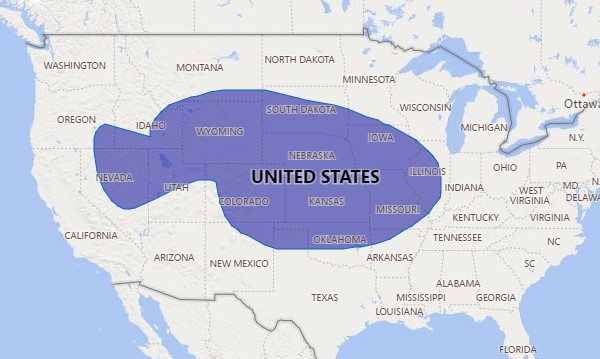 WASHINGTON
MONTANA
NORTH DAKOTA
MINNESOTA
OREGON
IDAHO
WYOMING
SOUTH DAKOTA
WISCONSIN
MICHIGAN
Ottawa
N.Y.
IOWA
NEBRASKA
NEVADA
UTAH
UNITED STATES
ILLINOIS
INDIANA
OHIO
PA
COLORADO
KANSAS
MISSOURI
WEST
VIRGINIA
MD
DELAWA
KENTUCKY
VIRGINIA
CALIFORNIA
OKLAHOMA
TENNESSEE
NC
ARIZONA
NEW MEXICO
ARKANSAS
SC
TEXAS
MISSISSIPPI
ALABAMA
GEORGIA
LOUISIANA
FLORIDA